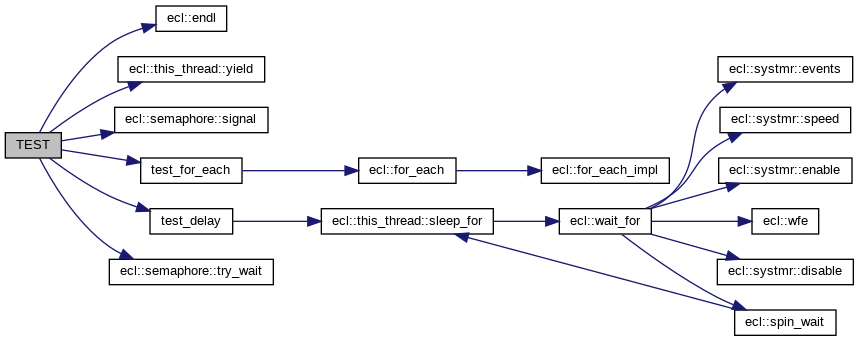 TEST
ecl::endl
ecl::this_thread::yield
ecl::semaphore::signal
test_for_each
test_delay
ecl::semaphore::try_wait
ecl::for_each
ecl::this_thread::sleep_for
ecl::for_each_impl
ecl::wait_for
ecl::systmr::events
ecl::systmr::speed
ecl::systmr::enable
ecl::wfe
ecl::systmr::disable
ecl::spin_wait